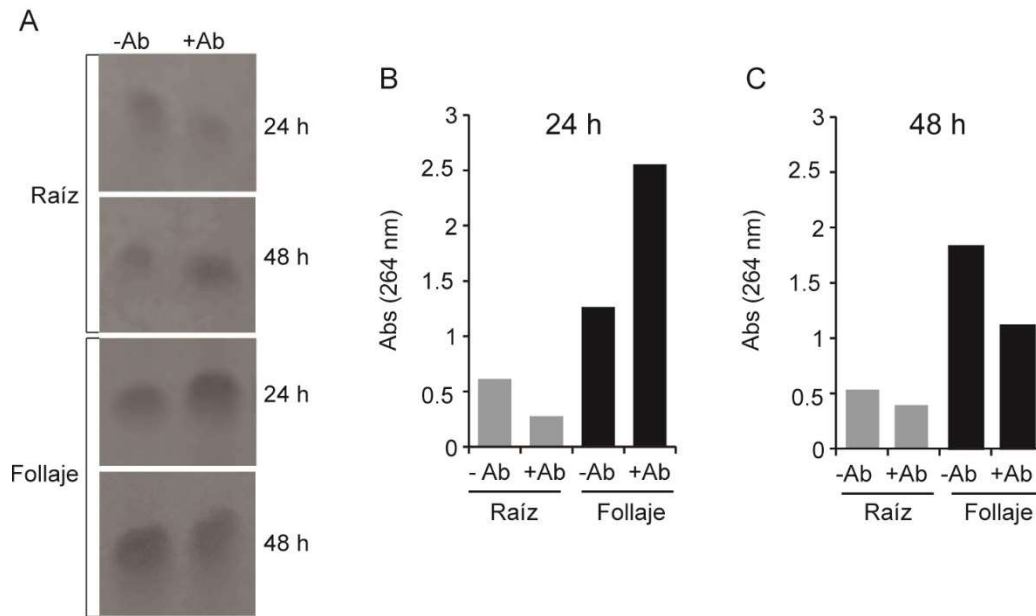 A
-Ab +Ab
24 h
Raíz
48 h
24 h
Follaje
48 h
B
24 h
3
2.5
2
1.5
1
0.5
0
Abs (264 nm)
- Ab +Ab -Ab +Ab
Raíz Follaje
C
48 h
3
2.5
2
1.5
1
0.5
0
Abs (264 nm)
-Ab +Ab -Ab +Ab
Raíz Follaje